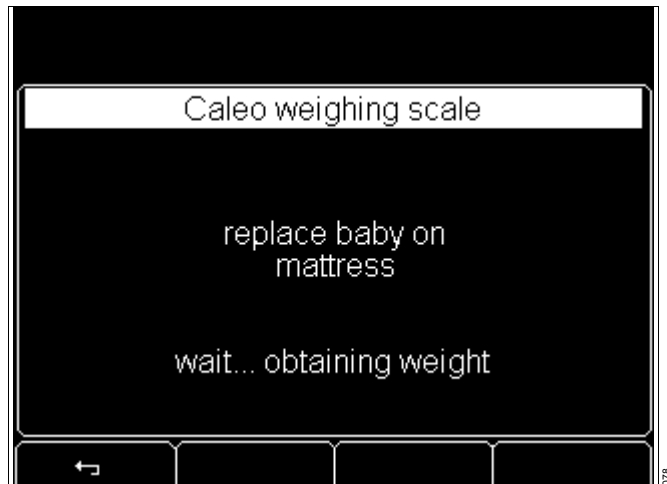 Caleo weighing scale
replace baby on
mattress
wait... obtaining weight